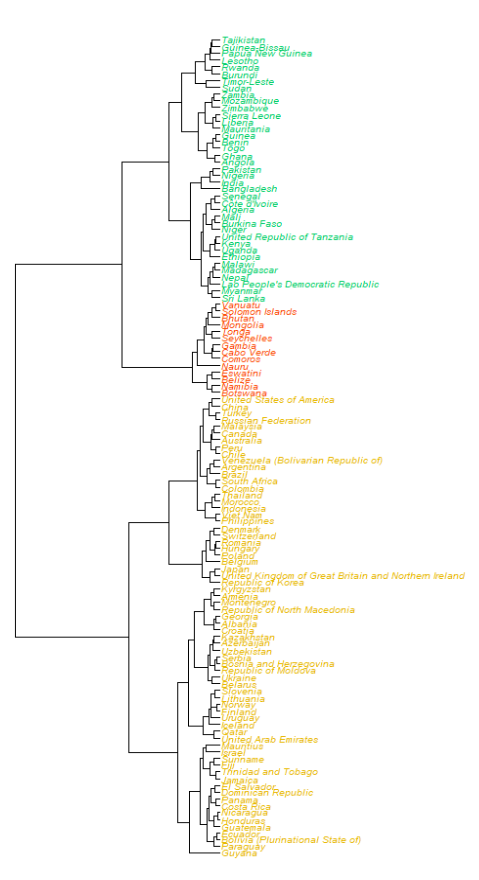 Tajikistan
Guinea-Bissau
Papua New Guinea
Lesotho
Rwanda
Burundi
Timor-Leste
Sudan
Zambia
Mozambique
Zimbabwe
Sierra Leone
Liberia
Mauritania
Guinea
Benin
Togo
Ghana
Angola
Pakistan
Nigeria
India
Bangladesh
Senegal
Côte d'Ivoire
Algeria
Mali
Burkina Faso
Niger
United Republic of Tanzania
Kenya
Uganda
Ethiopia
Malawi
Madagascar
Nepal
Lao People's Democratic Republic
Myanmar
Sri Lanka
Vanuatu
Solomon Islands
Bhutan
Mongolia
Tonga
Seychelles
Gambia
Cabo Verde
Comoros
Nauru
Eswatini
Belize
Namibia
Botswana
United States of America
China
Turkey
Russian Federation
Malaysia
Canada
Australia
Peru
Chile
Venezuela (Bolivarian Republic of)
Argentina
Brazil
South Africa
Colombia
Thailand
Morocco
Indonesia
Viet Nam
Philippines
Denmark
Switzerland
Romania
Hungary
Poland
Belgium
Japan
United Kingdom of Great Britain and Northern Ireland
Republic of Korea
Kyrgyzstan
Armenia
Montenegro
Republic of North Macedonia
Georgia
Albania
Croatia
Kazakhstan
Azerbaijan
Uzbekistan
Serbia
Bosnia and Herzegovina
Republic of Moldova
Ukraine
Belarus
Slovenia
Lithuania
Norway
Finland
Uruguay
Iceland
Qatar
United Arab Emirates
Mauritius
Israel
Suriname
Fiji
Trinidad and Tobago
Jamaica
El Salvador
Dominican Republic
Panama
Costa Rica
Nicaragua
Honduras
Guatemala
Ecuador
Bolivia (Plurinational State of)
Paraguay
Guyana